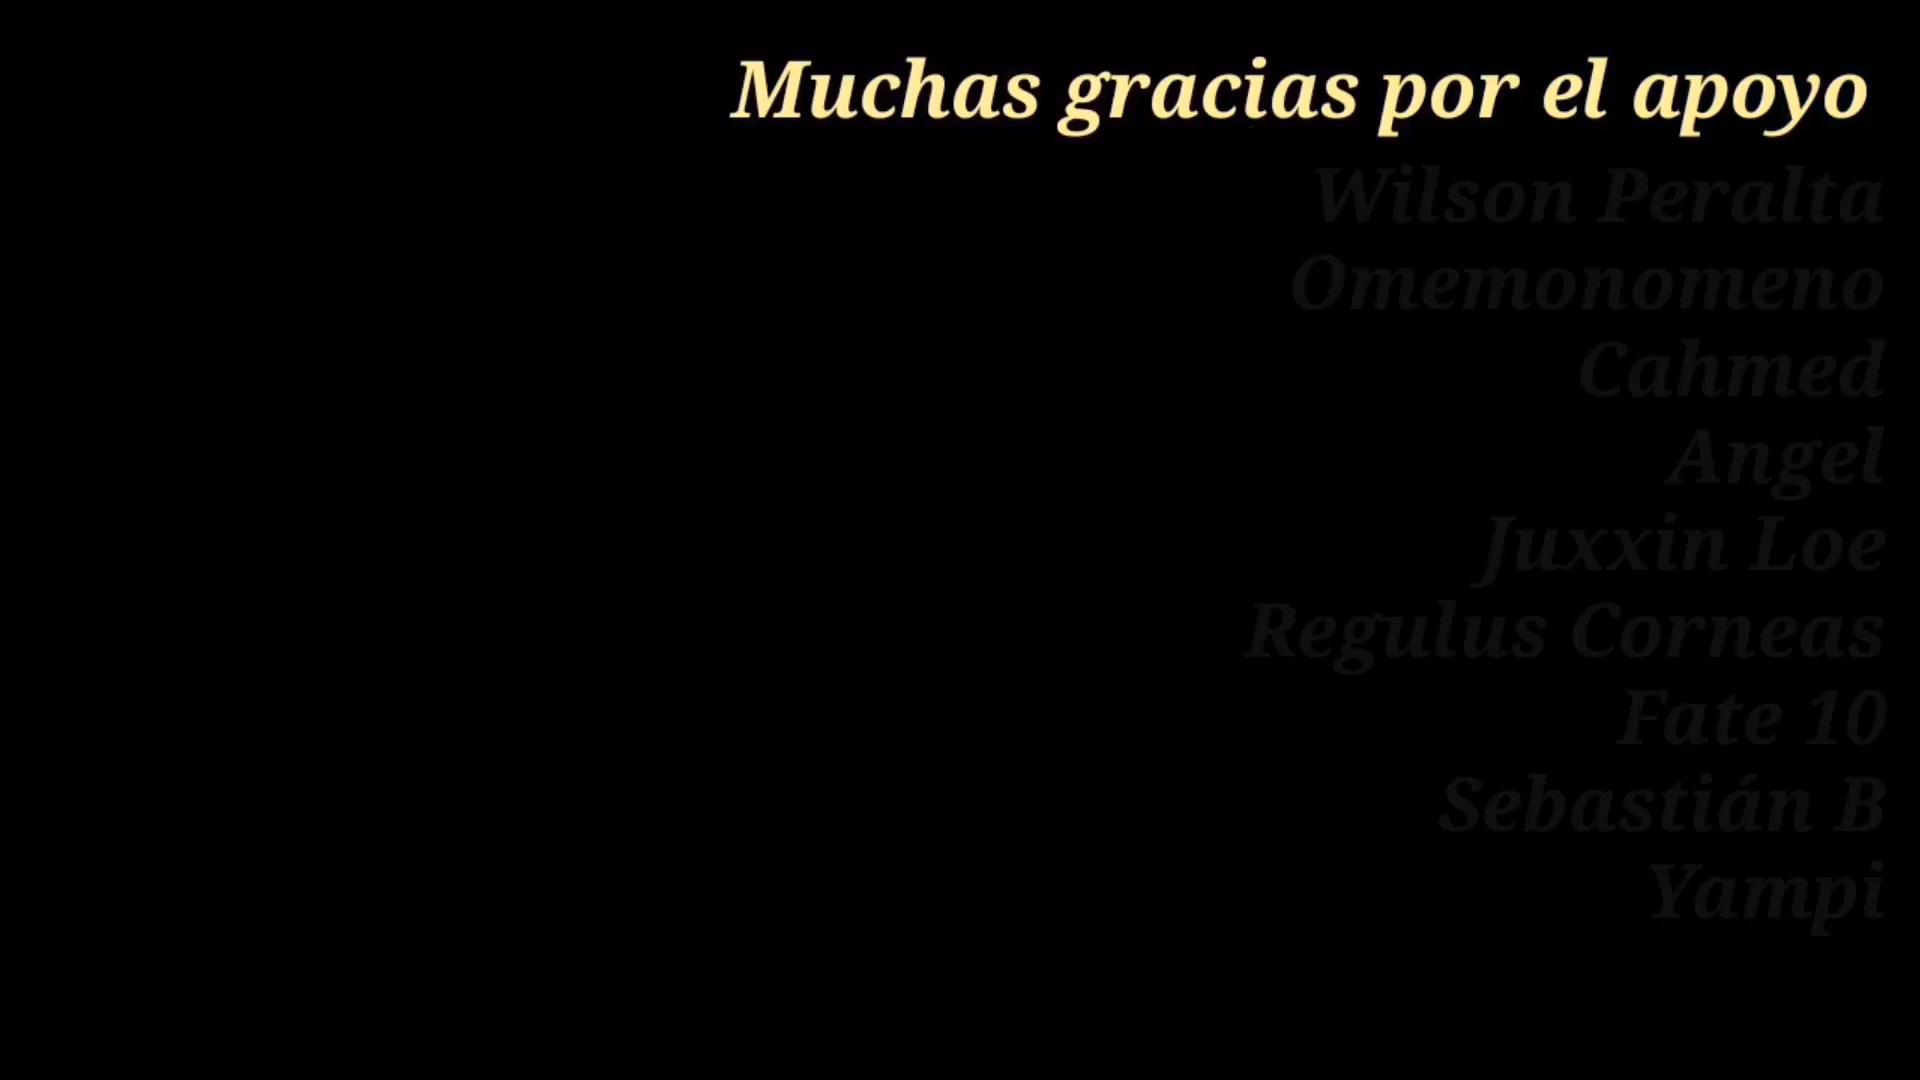 Muchas gracias por el apoyo
Wilson Peralta
Omemonomeno
Cahmed
Angel
Juxxin Loe
Regulus Corneas
Fate 10
Sebastián B
Yampi